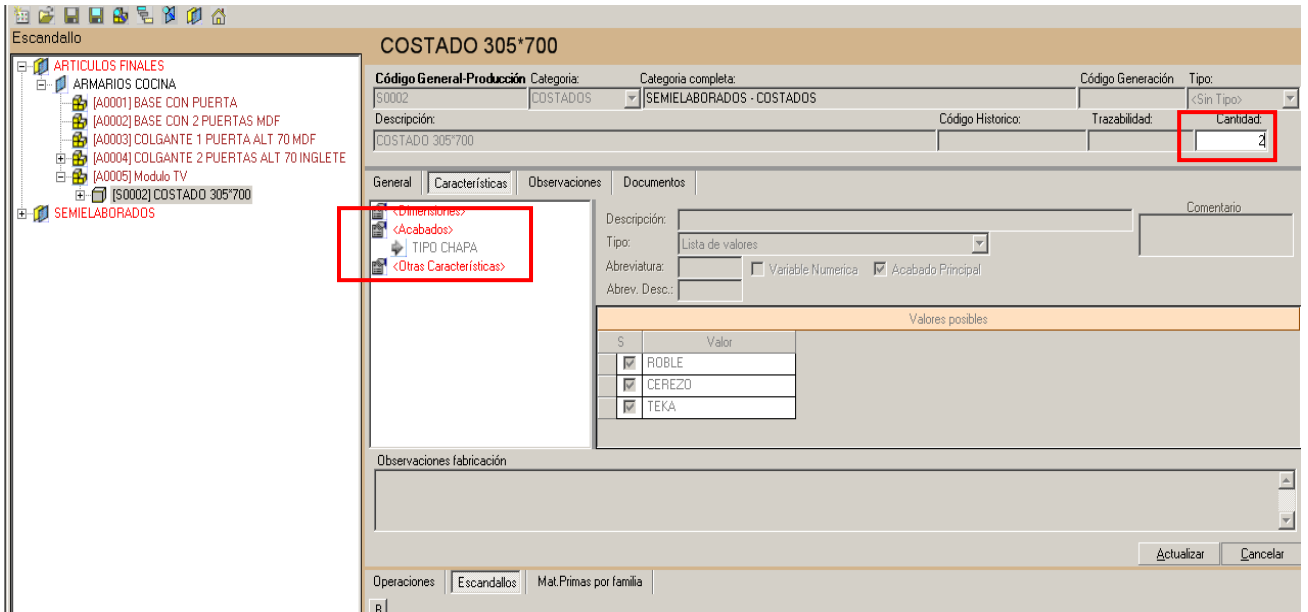 Escandallo
ARTICULOS FINALES
ARMARIOS COCINA
[A0001] BASE CON PUERTA
[A0002] BASE CON 2 PUERTAS MDF
[A0003] COLGANTE 1 PUERTA ALT 70 MDF
[A0004] COLGANTE 2 PUERTAS ALT 70 INGLETE
[A0005] Modulo TV
[S0002] COSTADO 305*700
SEMIELABORADOS
COSTADO 305*700
Código General-Producción Categoria: Categoria completa: Código Generación Tipo:
S0002 COSTADOS SEMIELABORADOS - COSTADOS <Sin Tipo>
Descripción: Código Historico: Trazabilidad: Cantidad:
COSTADO 305*700 2
General Características Observaciones Documentos
<Dimensiones>
<Acabados>
TIPO CHAPA
<Otras Características>
Descripción: Comentario
Tipo: Lista de valores
Abreviatura: Variable Numerica Acabado Principal
Abrev. Desc.:
Valores posibles
S Valor
ROBLE
CEREZO
TEKA
Observaciones fabricación
Actualizar Cancelar
Operaciones Escandallos Mat.Primas por familia